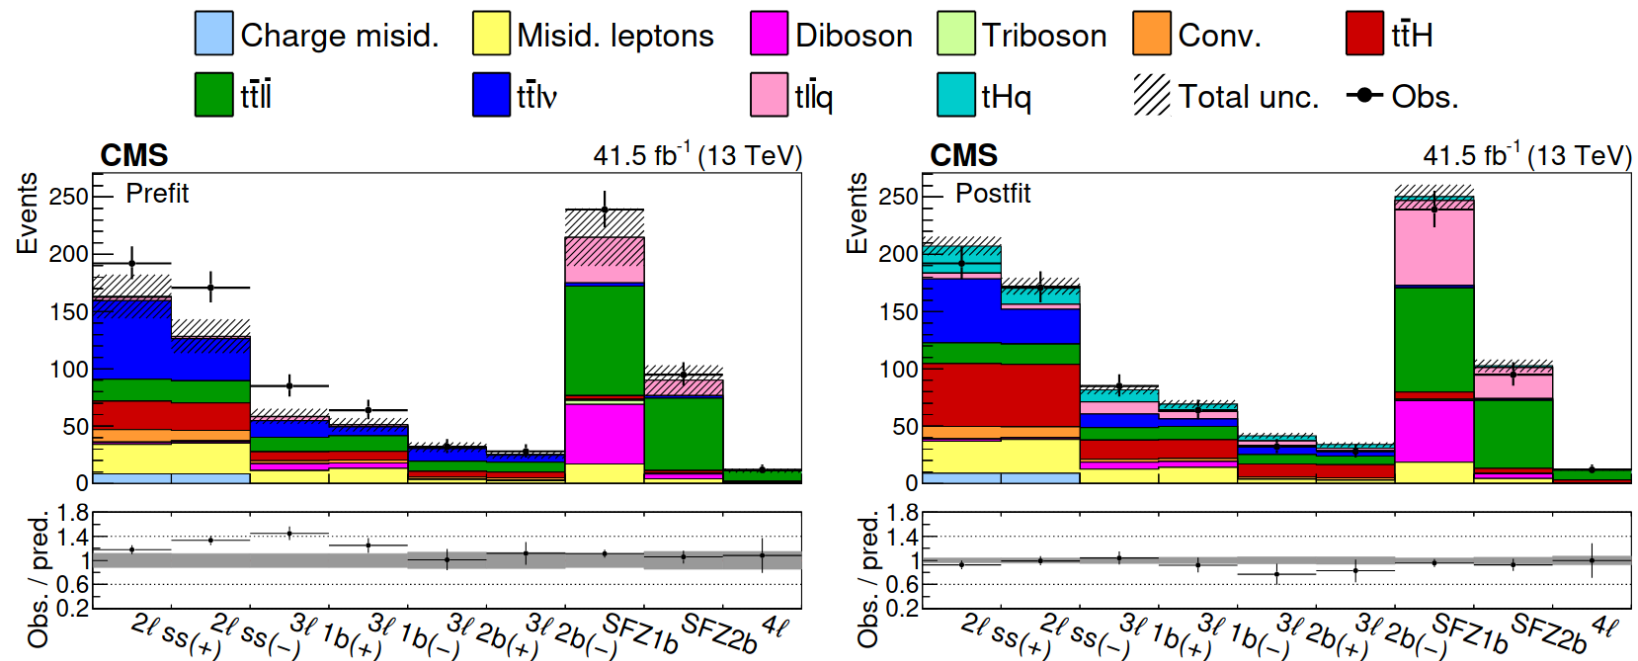 Charge misid. Misid. leptons Diboson Triboson Conv. tt̄H
tt̄ll̄ tt̄lν tll̄q tHq Total unc. Obs.
CMS 41.5 fb⁻¹ (13 TeV)
Events
Prefit
250
200
150
100
50
0
Obs. / pred.
1.8
1.4
1
0.6
0.2
2ℓ ss(+) 2ℓ ss(−) 3ℓ 1b(+) 3ℓ 1b(−) 3ℓ 2b(+) 3ℓ 2b(−) SFZ1b SFZ2b 4ℓ
CMS 41.5 fb⁻¹ (13 TeV)
Events
Postfit
250
200
150
100
50
0
Obs. / pred.
1.8
1.4
1
0.6
0.2
2ℓ ss(+) 2ℓ ss(−) 3ℓ 1b(+) 3ℓ 1b(−) 3ℓ 2b(+) 3ℓ 2b(−) SFZ1b SFZ2b 4ℓ